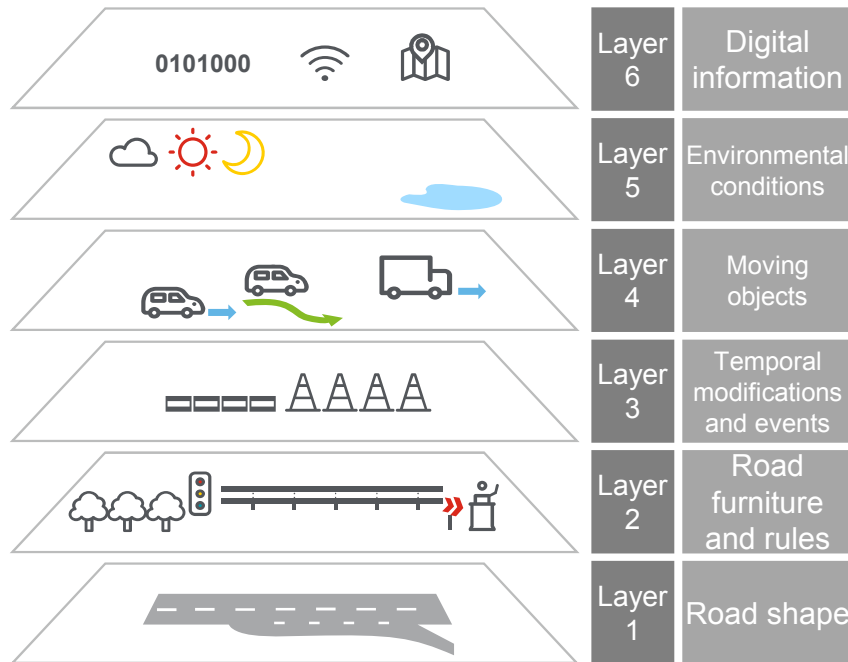 0101000
Layer
6
Digital
information
Layer
5
Environmental
conditions
Layer
4
Moving
objects
Layer
3
Temporal
modifications
and events
Layer
2
Road
furniture
and rules
Layer
1
Road shape